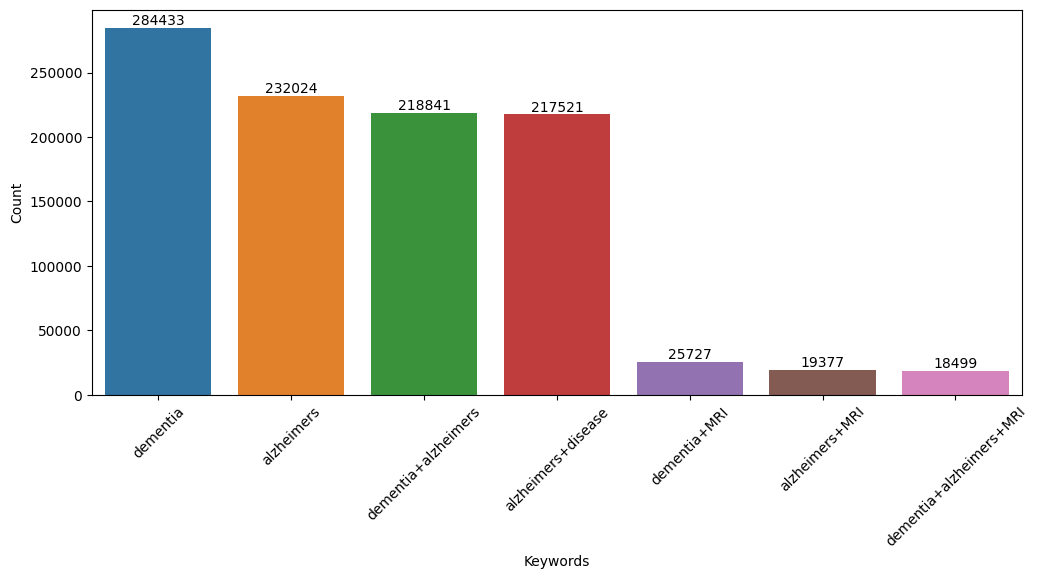 284433
232024
218841
217521
25727
19377
18499
250000
200000
150000
100000
50000
0
Count
dementia
alzheimers
dementia+alzheimers
alzheimers+disease
dementia+MRI
alzheimers+MRI
dementia+alzheimers+MRI
Keywords